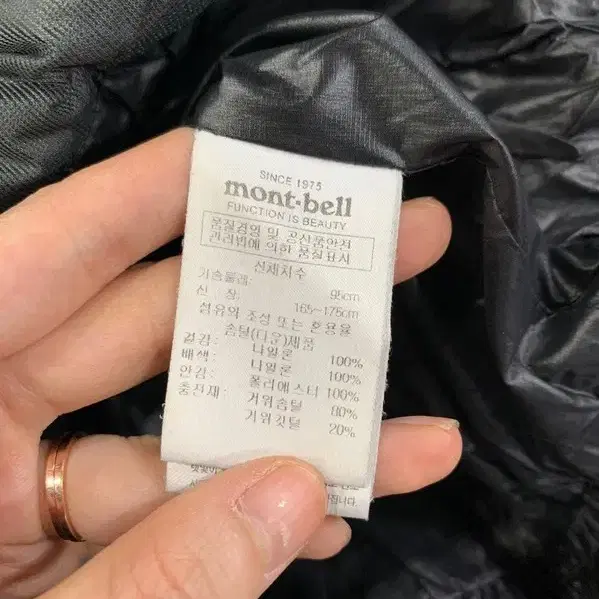 SINCE 1975
mont-bell
FUNCTION IS BEAUTY
품질경영 및 공산품안전
관리법에 의한 품질표시
신체치수
가슴둘레: 95cm
신 장: 165~175cm
섬유의 조성 또는 혼용율
솜털(다운)제품
겉감: 나일론 100%
배색: 나일론 100%
안감: 폴리에스터 100%
충전재: 거위솜털 80%
거위깃털 20%